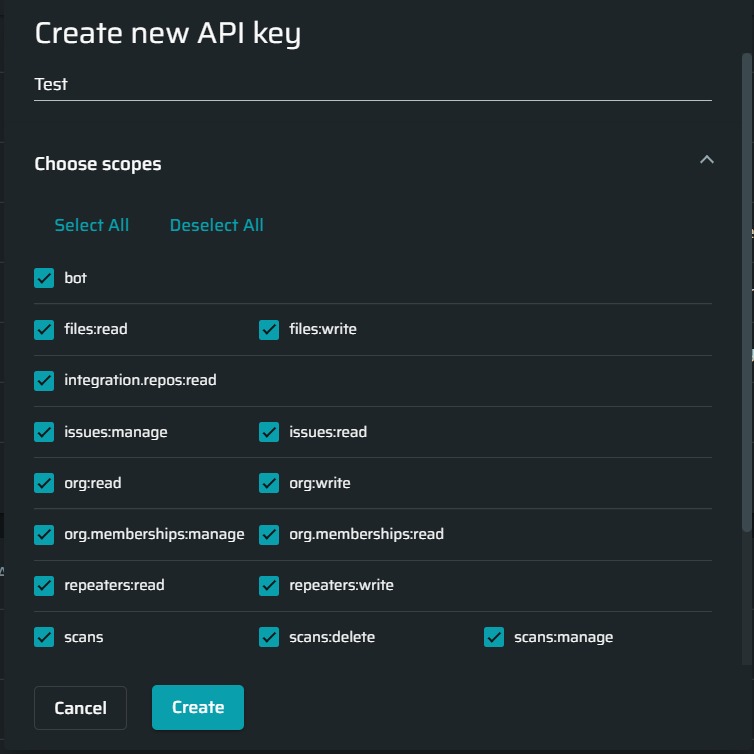 Create new API key
Test
Choose scopes
Select All Deselect All
bot
files:read files:write
integration.repos:read
issues:manage issues:read
org:read org:write
org.memberships:manage org.memberships:read
repeaters:read repeaters:write
scans scans:delete scans:manage
Cancel Create